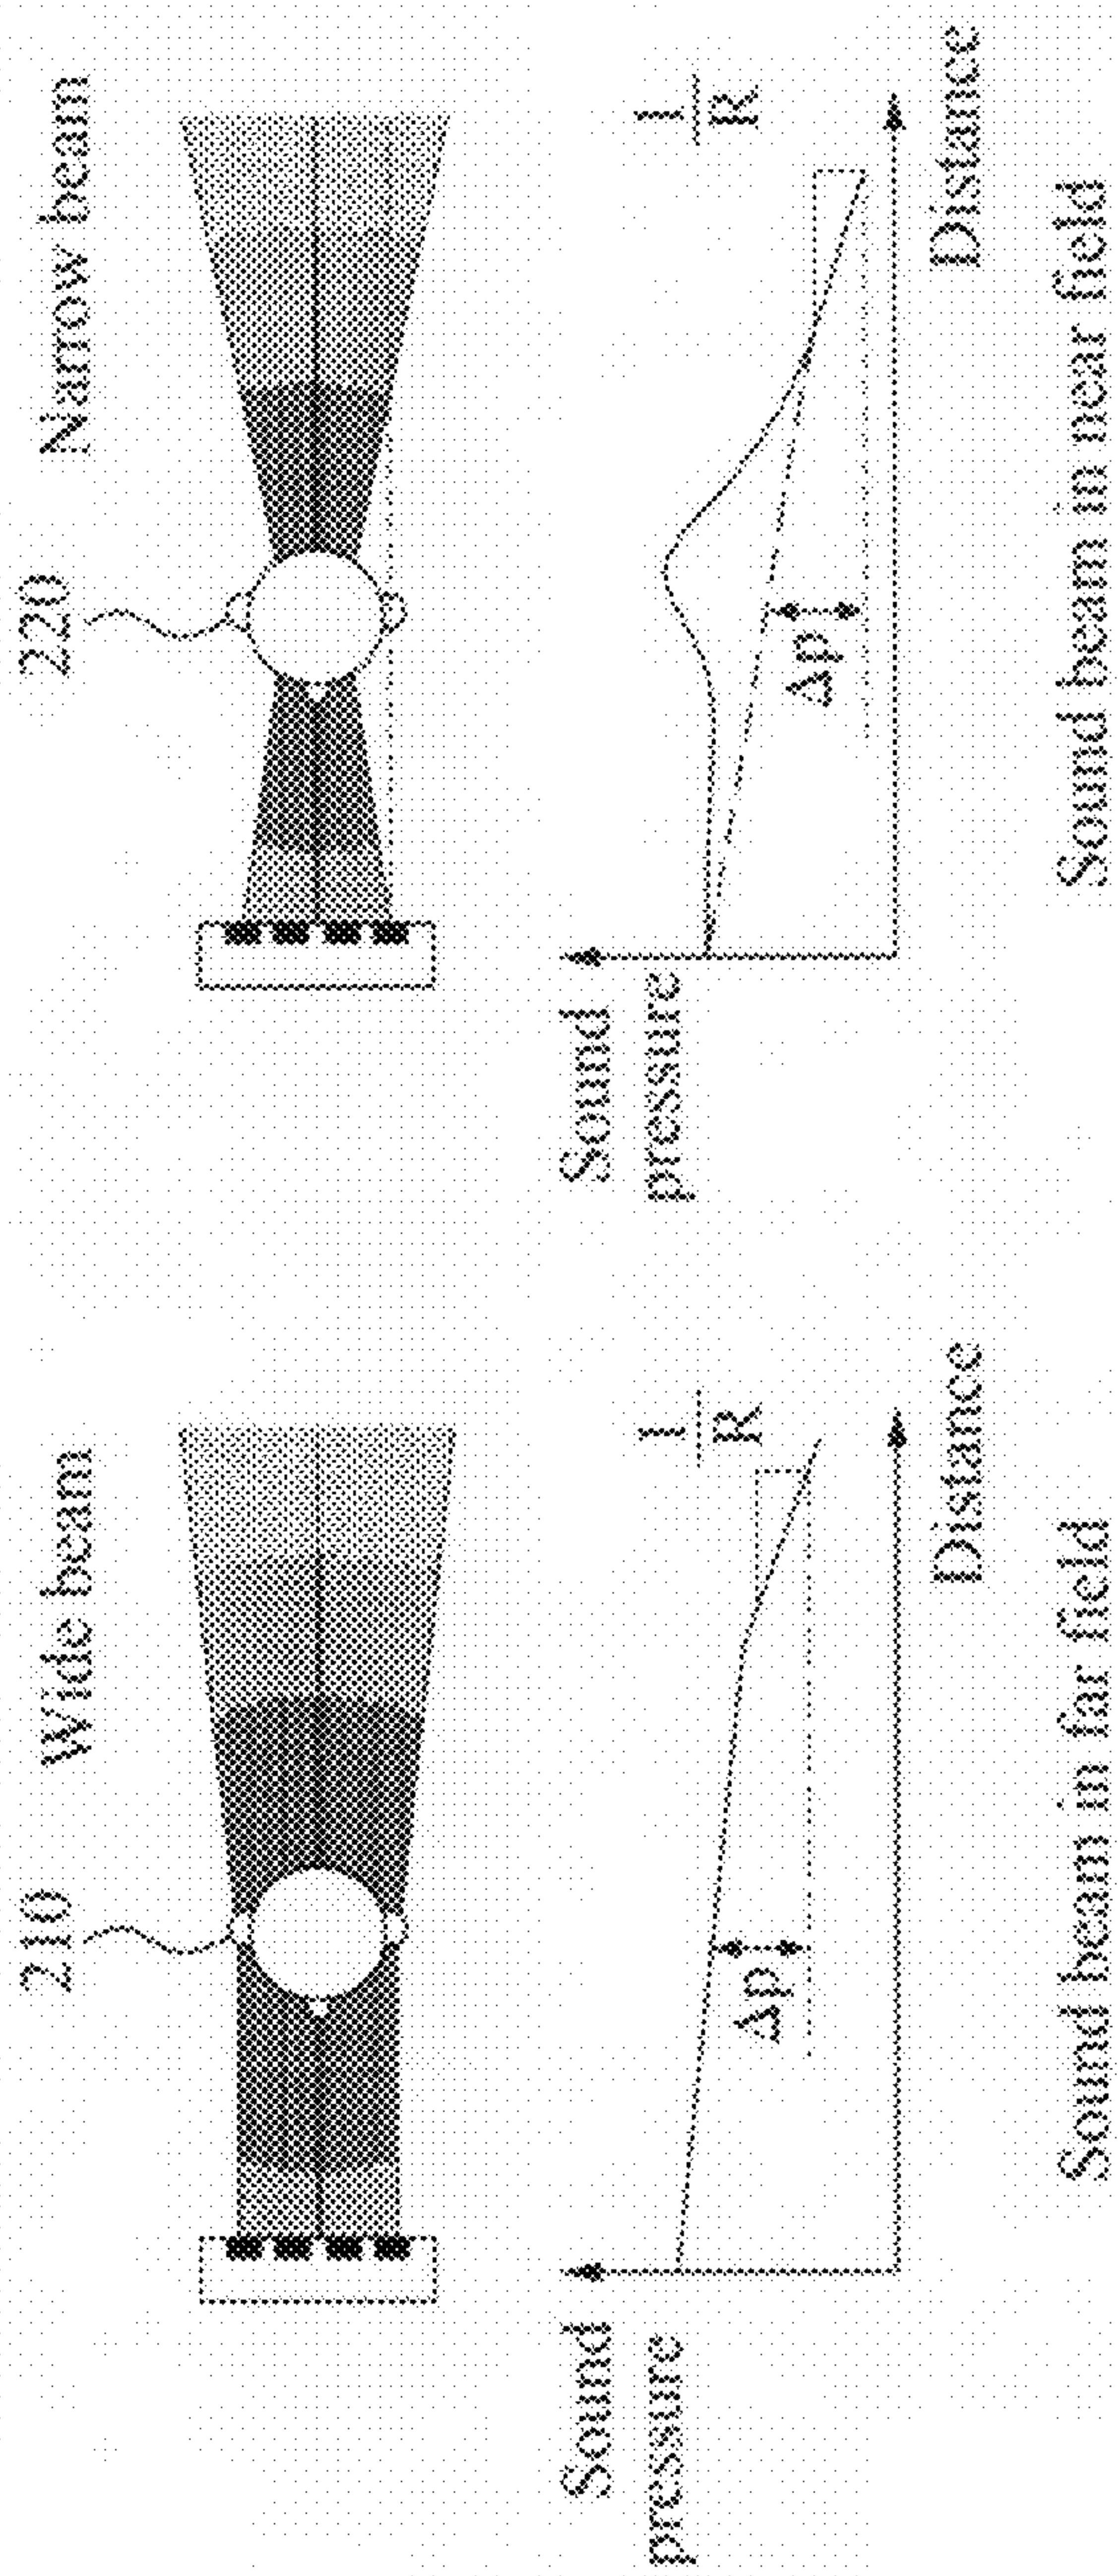 210
Wide beam
Sound
pressure
Δp
1
R
Distance
Sound beam in far field
220
Narrow beam
Sound
pressure
Δp
1
R
Distance
Sound beam in near field